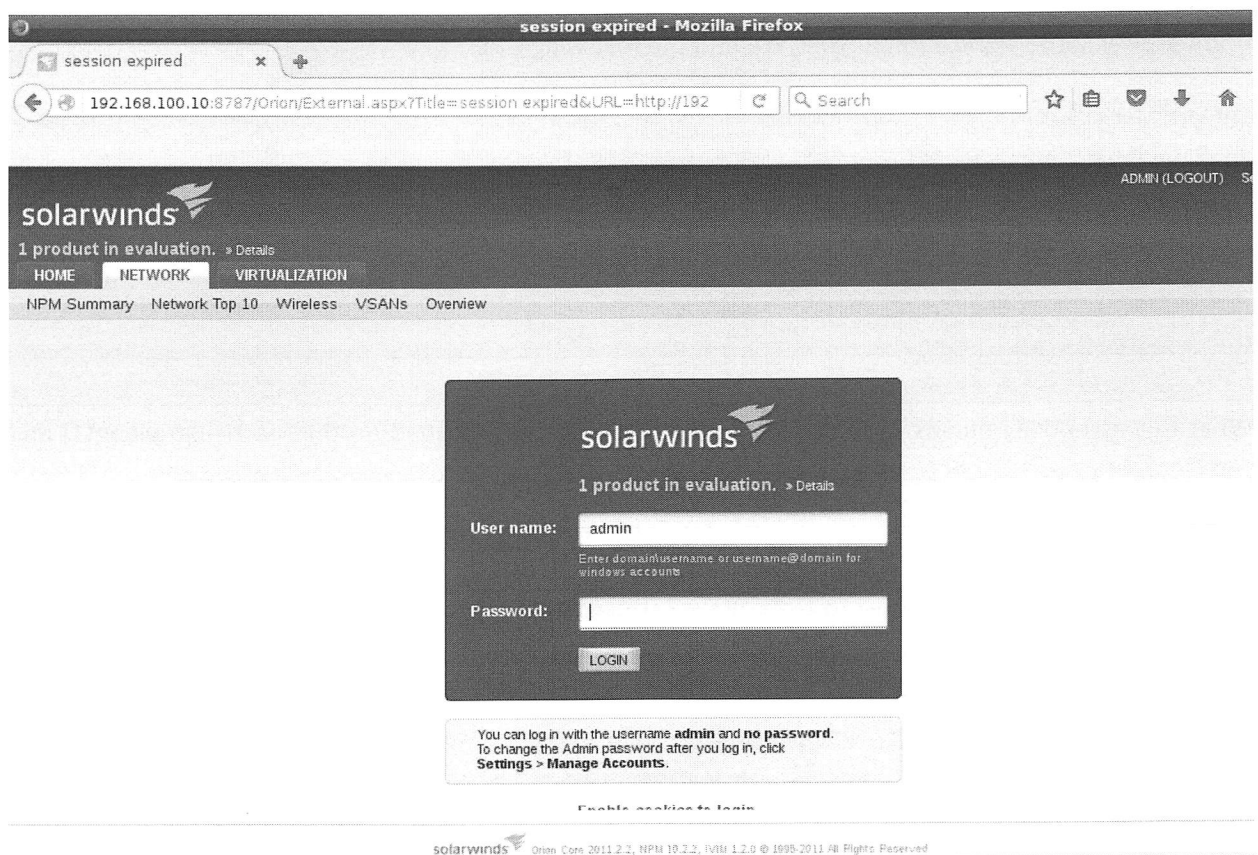 session expired - Mozilla Firefox
session expired
192.168.100.10:8787/Orion/External.aspx?Title=session expired&URL=http://192
Search
ADMIN (LOGOUT)
solarwinds
1 product in evaluation. » Details
HOME NETWORK VIRTUALIZATION
NPM Summary Network Top 10 Wireless VSANs Overview
solarwinds
1 product in evaluation. » Details
User name: admin
Enter domain\username or username@domain for
windows accounts
Password:
LOGIN
You can log in with the username admin and no password.
To change the Admin password after you log in, click
Settings > Manage Accounts.
Enable cookies to login
solarwinds Orion Core 2011.2.2, NPM 10.2.2, IVIM 1.2.0 © 1995-2011 All Rights Reserved